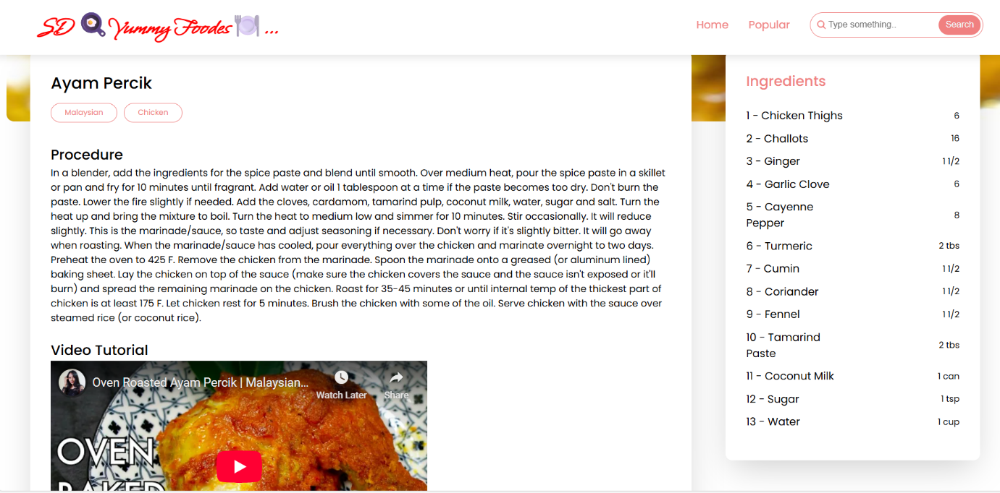 SD Yummy Foodes ...
Home
Popular
Type something..
Search
Ayam Percik
Malaysian
Chicken
Procedure
In a blender, add the ingredients for the spice paste and blend until smooth. Over medium heat, pour the spice paste in a skillet
or pan and fry for 10 minutes until fragrant. Add water or oil 1 tablespoon at a time if the paste becomes too dry. Don't burn the
paste. Lower the fire slightly if needed. Add the cloves, cardamom, tamarind pulp, coconut milk, water, sugar and salt. Turn the
heat up and bring the mixture to boil. Turn the heat to medium low and simmer for 10 minutes. Stir occasionally. It will reduce
slightly. This is the marinade/sauce, so taste and adjust seasoning if necessary. Don't worry if it's slightly bitter. It will go away
when roasting. When the marinade/sauce has cooled, pour everything over the chicken and marinate overnight to two days.
Preheat the oven to 425 F. Remove the chicken from the marinade. Spoon the marinade onto a greased (or aluminum lined)
baking sheet. Lay the chicken on top of the sauce (make sure the chicken covers the sauce and the sauce isn't exposed or it'll
burn) and spread the remaining marinade on the chicken. Roast for 35-45 minutes or until internal temp of the thickest part of
chicken is at least 175 F. Let chicken rest for 5 minutes. Brush the chicken with some of the oil. Serve chicken with the sauce over
steamed rice (or coconut rice).
Video Tutorial
Oven Roasted Ayam Percik | Malaysian...
Watch Later
Share
OVEN
BAKED
Ingredients
1 - Chicken Thighs 6
2 - Challots 16
3 - Ginger 1 1/2
4 - Garlic Clove 6
5 - Cayenne
Pepper 8
6 - Turmeric 2 tbs
7 - Cumin 1 1/2
8 - Coriander 1 1/2
9 - Fennel 1 1/2
10 - Tamarind
Paste 2 tbs
11 - Coconut Milk 1 can
12 - Sugar 1 tsp
13 - Water 1 cup